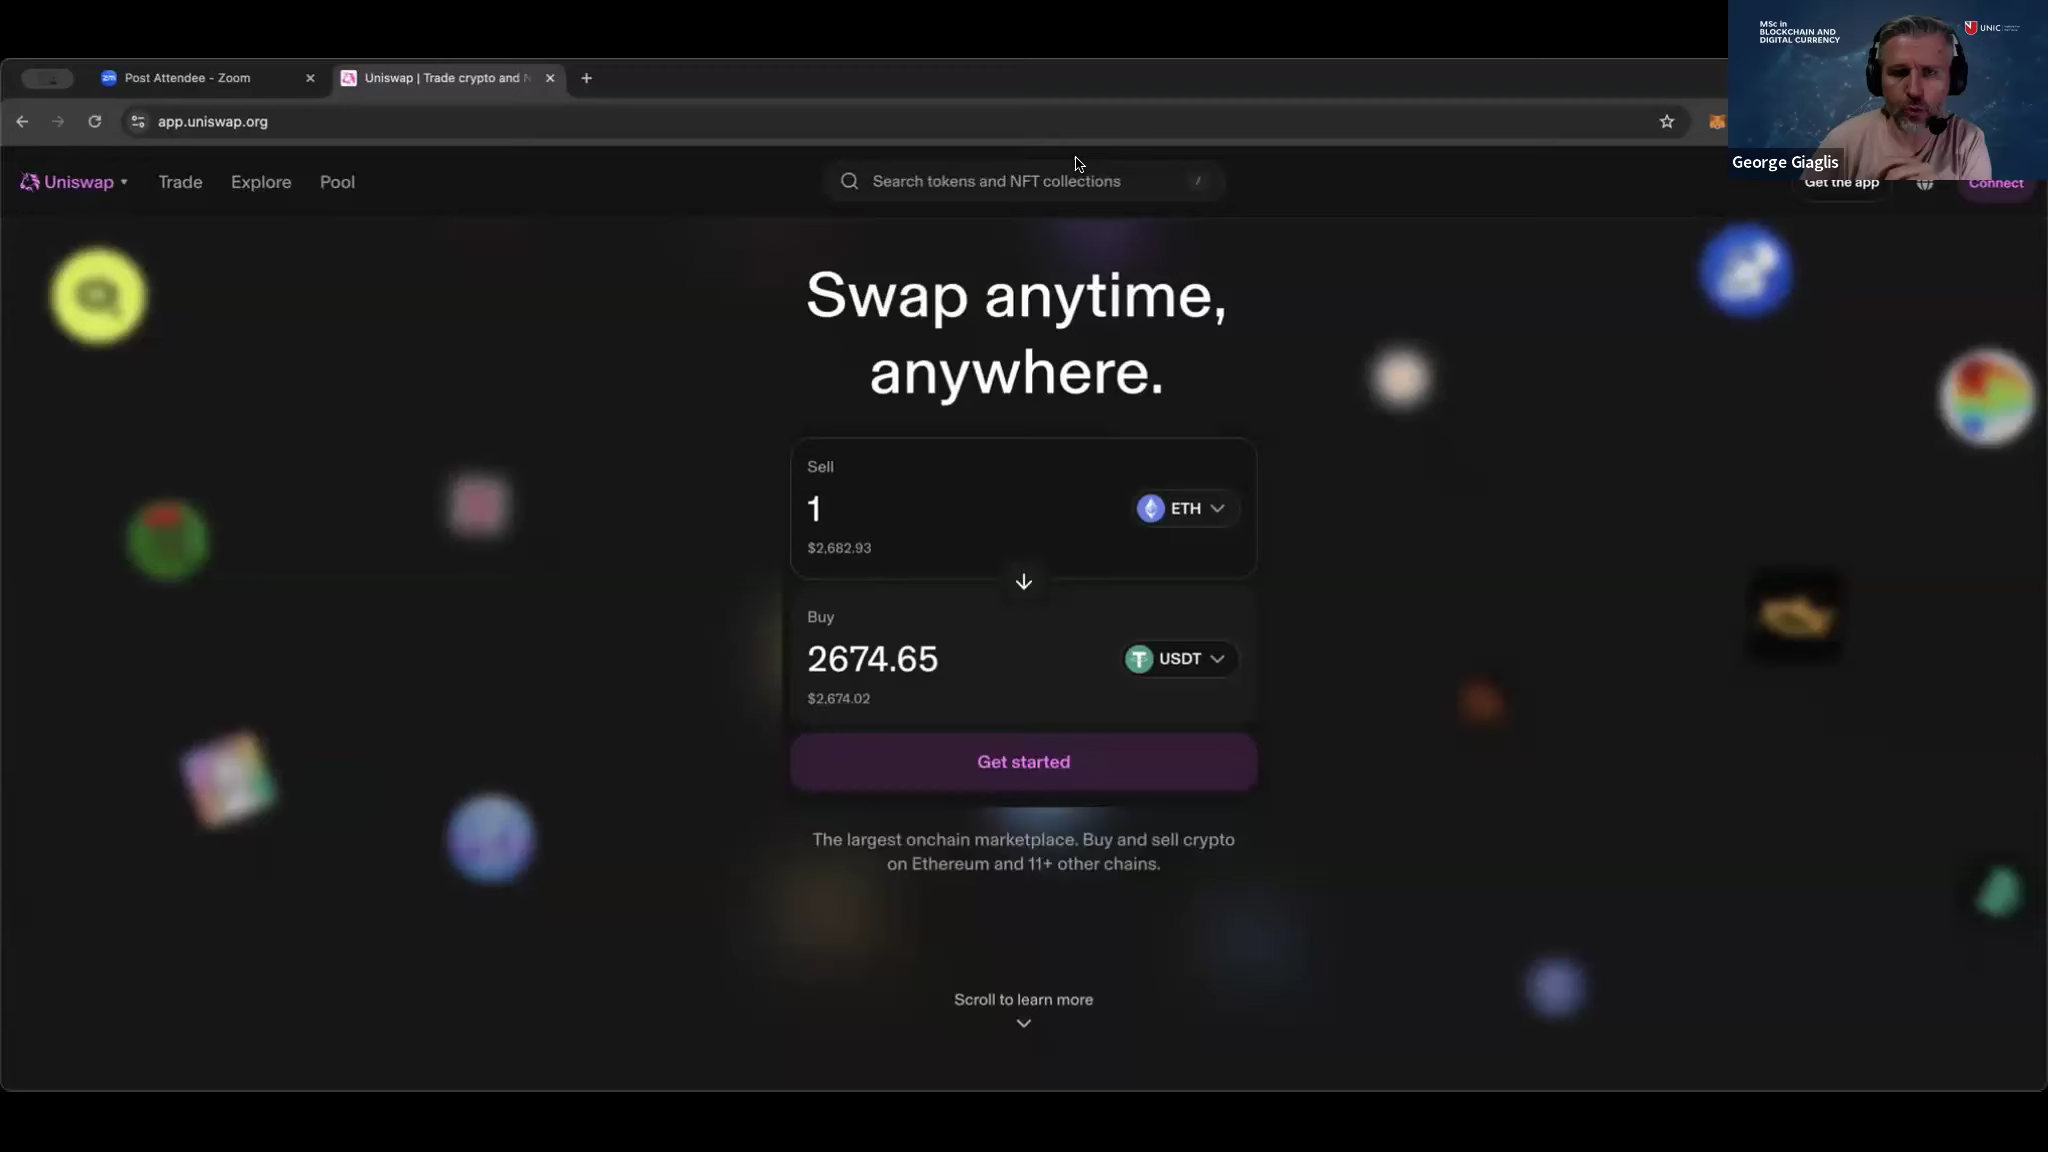 MSc in
BLOCKCHAIN AND
DIGITAL CURRENCY
UNIC
Post Attendee - Zoom
Uniswap | Trade crypto and N
app.uniswap.org
George Giaglis
Uniswap
Trade
Explore
Pool
Search tokens and NFT collections
/
Get the app
Connect
Swap anytime,
anywhere.
Sell
1
ETH
$2,682.93
Buy
2674.65
USDT
$2,674.02
Get started
The largest onchain marketplace. Buy and sell crypto
on Ethereum and 11+ other chains.
Scroll to learn more